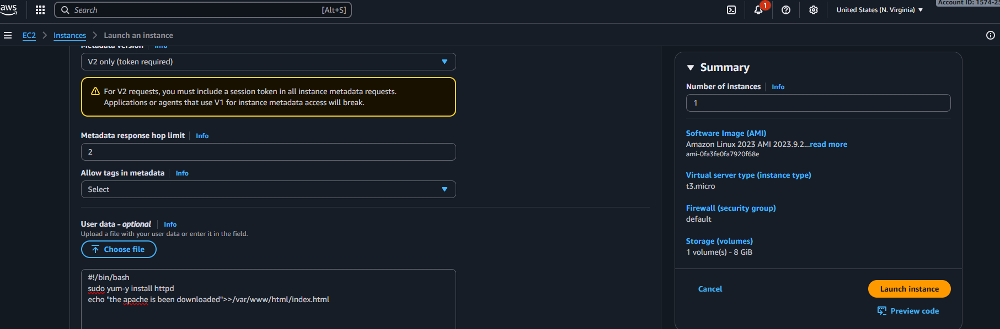 aws
Search [Alt+S]
1
United States (N. Virginia)
Account ID: 1574-25
EC2 > Instances > Launch an instance
Metadata version | Info
V2 only (token required)
For V2 requests, you must include a session token in all instance metadata requests.
Applications or agents that use V1 for instance metadata access will break.
Metadata response hop limit | Info
2
Allow tags in metadata | Info
Select
User data - optional | Info
Upload a file with your user data or enter it in the field.
Choose file
#!/bin/bash
sudo yum-y install httpd
echo "the apache is been downloaded">>/var/www/html/index.html
Summary
Number of instances | Info
1
Software Image (AMI)
Amazon Linux 2023 AMI 2023.9.2...read more
ami-0fa3fe0fa7920f68e
Virtual server type (instance type)
t3.micro
Firewall (security group)
default
Storage (volumes)
1 volume(s) - 8 GiB
Cancel
Launch instance
Preview code